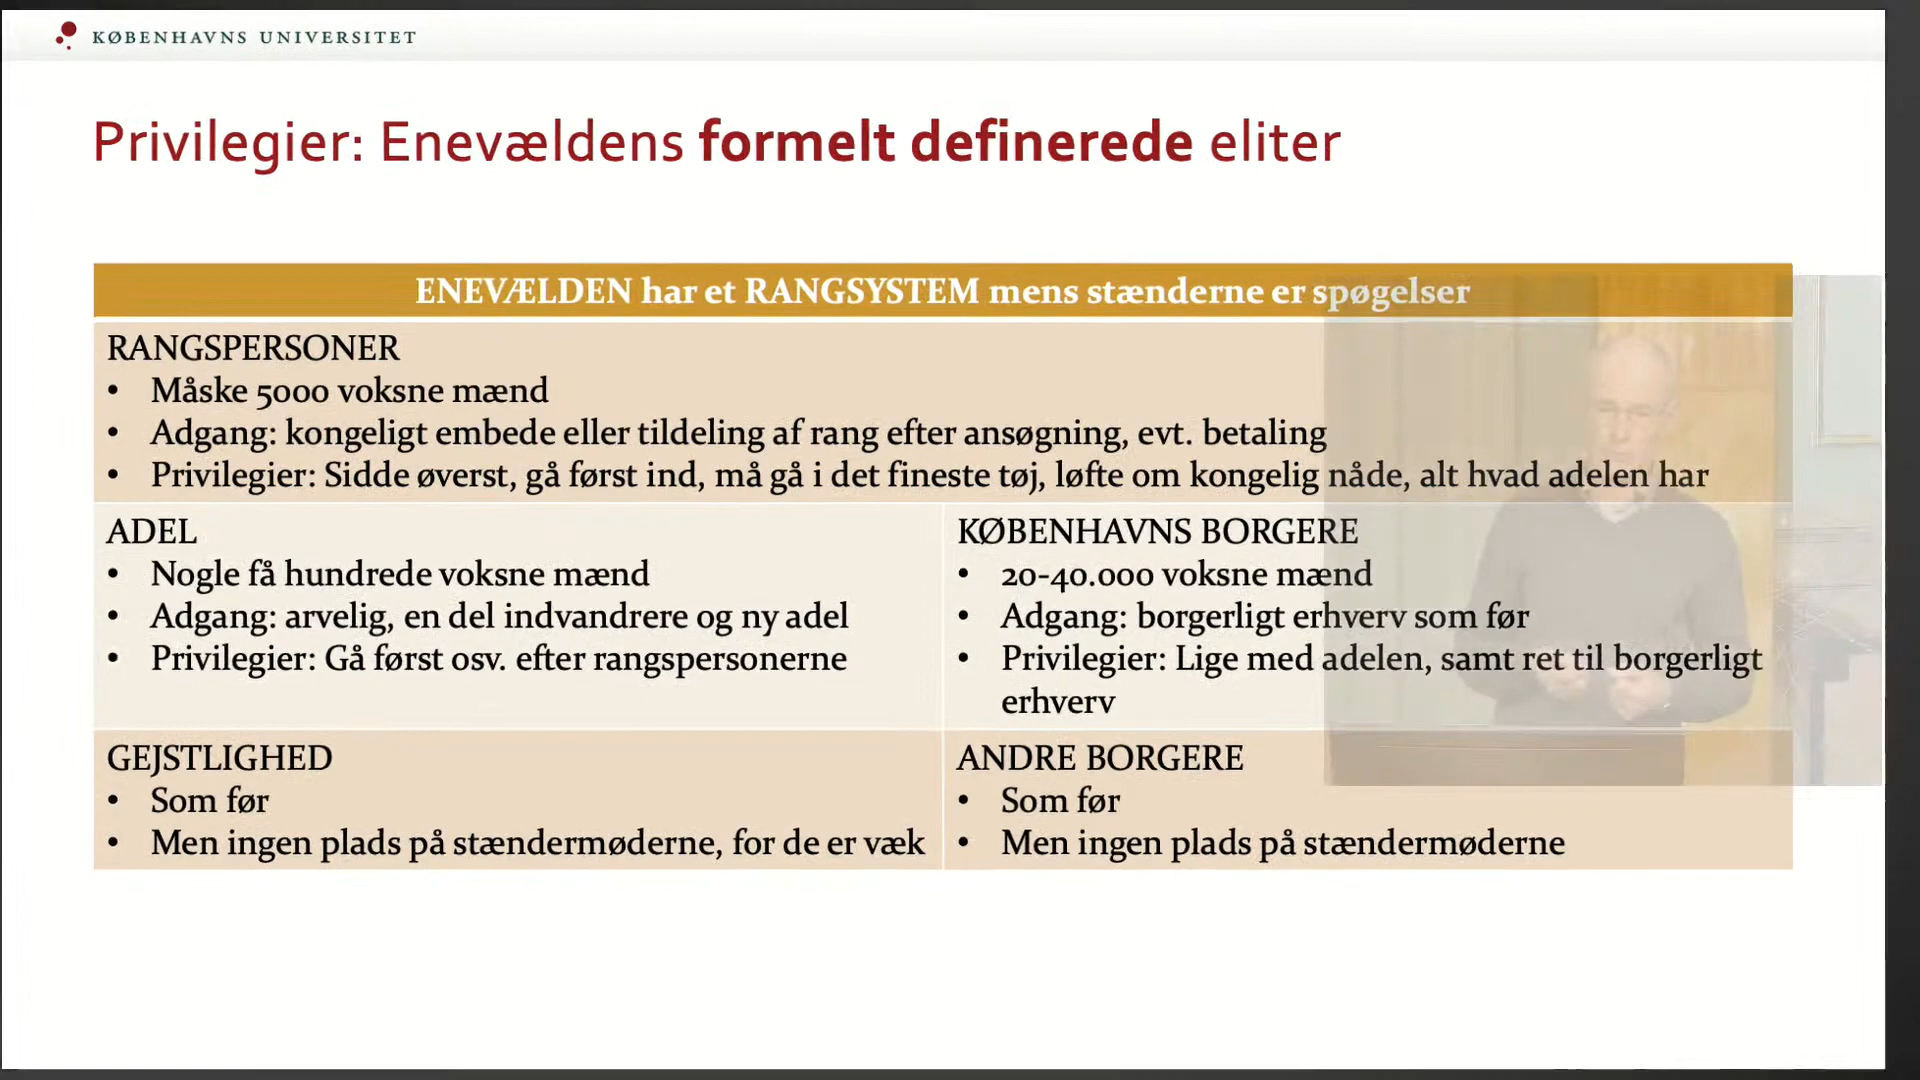 KØBENHAVNS UNIVERSITET
Privilegier: Enevældens formelt definerede eliter
ENEVÆLDEN har et RANGSYSTEM mens stænderne er spøgelser
RANGSPERSONER
• Måske 5000 voksne mænd
• Adgang: kongeligt embede eller tildeling af rang efter ansøgning, evt. betaling
• Privilegier: Sidde øverst, gå først ind, må gå i det fineste tøj, løfte om kongelig nåde, alt hvad adelen har
ADEL
• Nogle få hundrede voksne mænd
• Adgang: arvelig, en del indvandrere og ny adel
• Privilegier: Gå først osv. efter rangspersonerne
KØBENHAVNS BORGERE
• 20-40.000 voksne mænd
• Adgang: borgerligt erhverv som før
• Privilegier: Lige med adelen, samt ret til borgerligt
erhverv
GEJSTLIGHED
• Som før
• Men ingen plads på stændermøderne, for de er væk
ANDRE BORGERE
• Som før
• Men ingen plads på stændermøderne